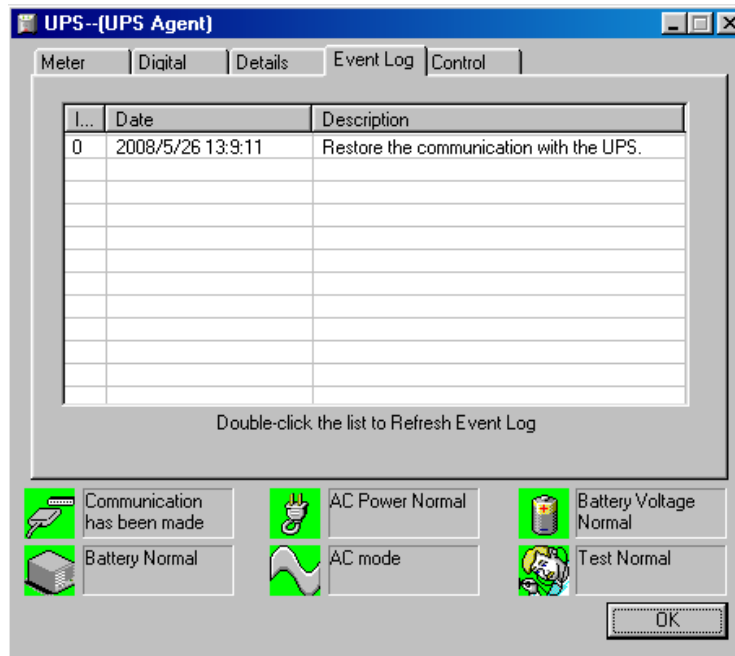 UPS--(UPS Agent)
Meter Digital Details Event Log Control
I... Date Description
0 2008/5/26 13:9:11 Restore the communication with the UPS.
Double-click the list to Refresh Event Log
Communication has been made
AC Power Normal
Battery Voltage Normal
Battery Normal
AC mode
Test Normal
OK